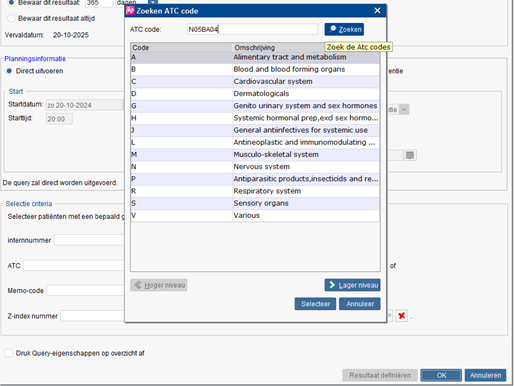 Bewaar dit resultaat: 365 dagen
Bewaar dit resultaat altijd
Vervaldatum: 20-10-2025
Planningsinformatie
Direct uitvoeren
entie
Start
Startdatum: zo 20-10-2024
Starttijd: 20:00
De query zal direct worden uitgevoerd.
Selectie criteria
Selecteer patiënten met een bepaald g
internnummer
ATC
of
Memo-code
Z-index nummer
Druk Query-eigenschappen op overzicht af
Resultaat definiëren
OK
Annuleren
Zoeken ATC code
ATC code: N05BA04 Zoeken
Zoek de Atc codes
Code Omschrijving
A Alimentary tract and metabolism
B Blood and blood forming organs
C Cardiovascular system
D Dermatologicals
G Genito urinary system and sex hormones
H Systemic hormonal prep,excl sex hormo...
J General antiinfectives for systemic use
L Antineoplastic and immunomodulating ...
M Musculo-skeletal system
N Nervous system
P Antiparasitic products,insecticids and re...
R Respiratory system
S Sensory organs
V Various
Hoger niveau
Lager niveau
Selecteer
Annuleer